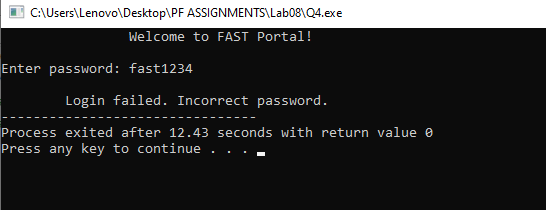 C:\Users\Lenovo\Desktop\PF ASSIGNMENTS\Lab08\Q4.exe
Welcome to FAST Portal!
Enter password: fast1234
Login failed. Incorrect password.
--------------------------------
Process exited after 12.43 seconds with return value 0
Press any key to continue . . .